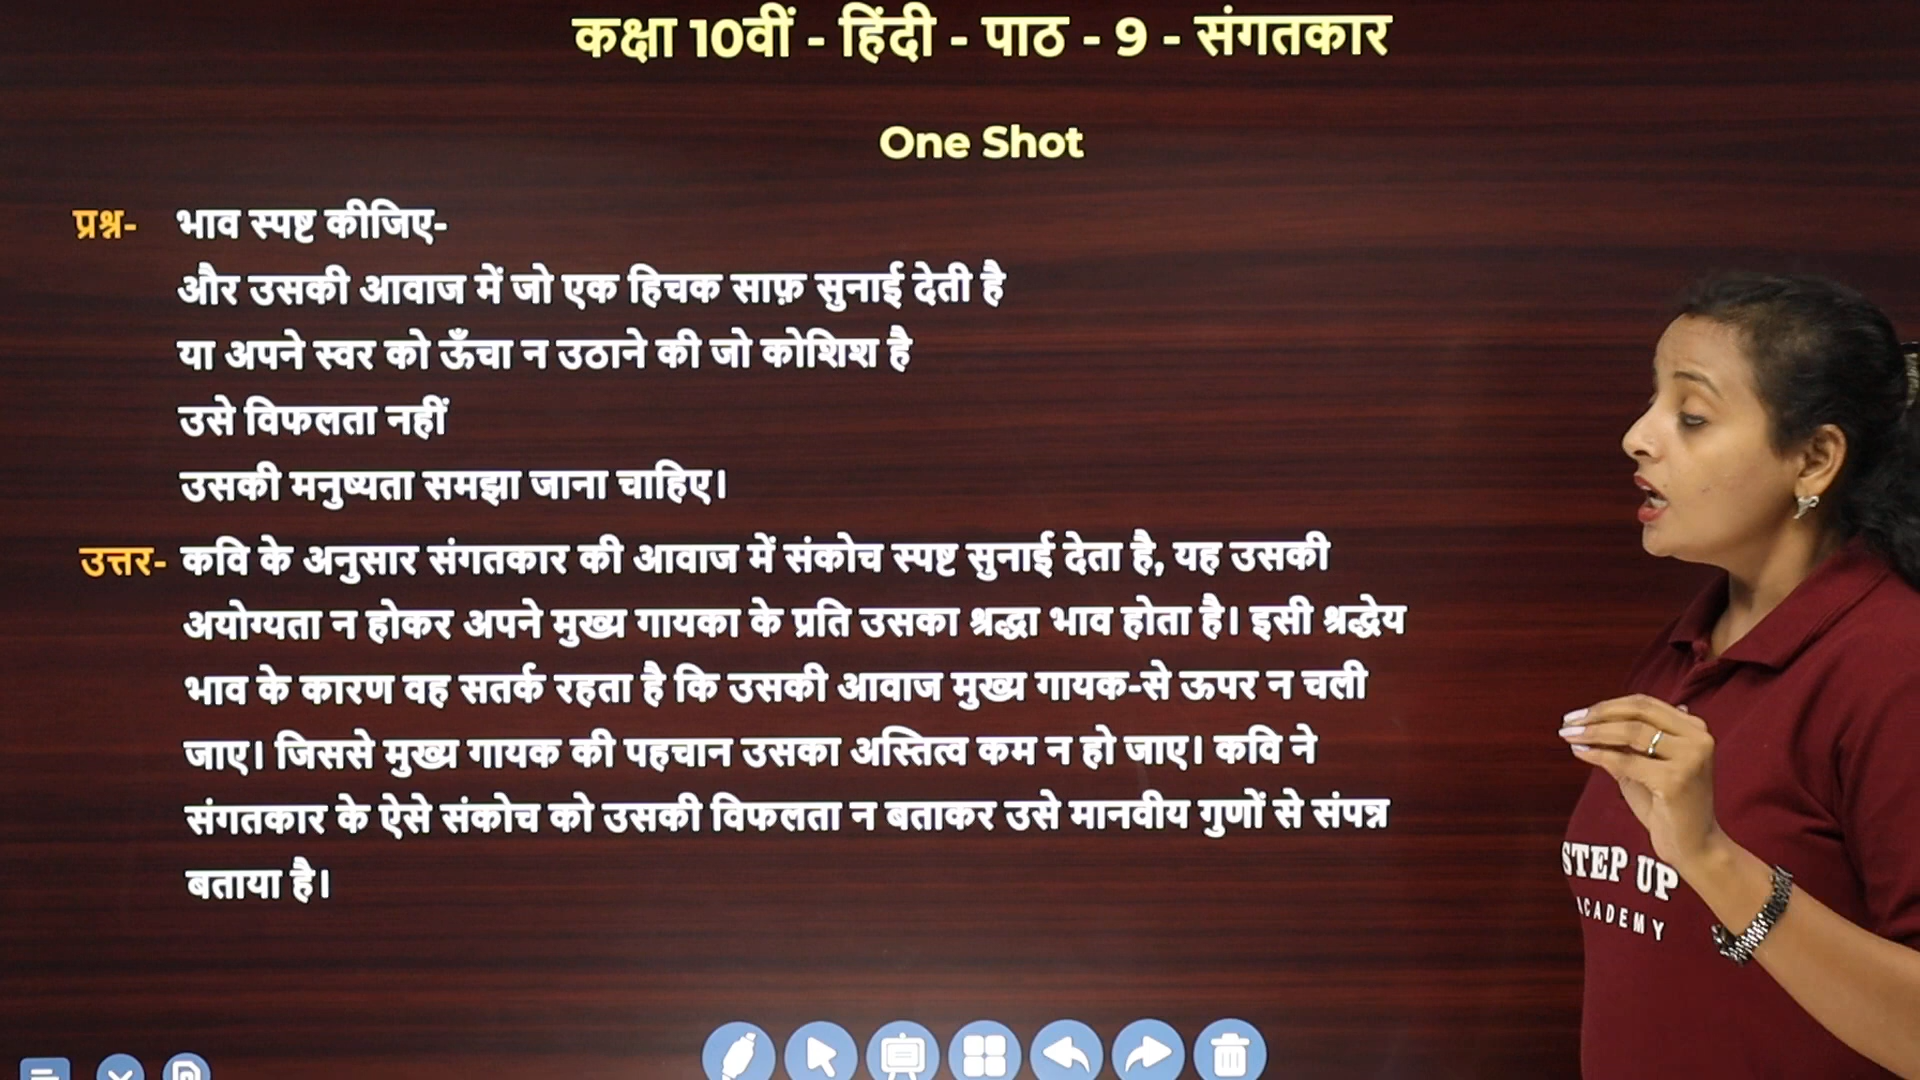 कक्षा 10वीं - हिंदी - पाठ - 9 - संगतकार
One Shot
प्रश्न- भाव स्पष्ट कीजिए-
और उसकी आवाज में जो एक हिचक साफ़ सुनाई देती है
या अपने स्वर को ऊँचा न उठाने की जो कोशिश है
उसे विफलता नहीं
उसकी मनुष्यता समझा जाना चाहिए।
उत्तर- कवि के अनुसार संगतकार की आवाज में संकोच स्पष्ट सुनाई देता है, यह उसकी
अयोग्यता न होकर अपने मुख्य गायका के प्रति उसका श्रद्धा भाव होता है। इसी श्रद्धेय
भाव के कारण वह सतर्क रहता है कि उसकी आवाज मुख्य गायक-से ऊपर न चली
जाए। जिससे मुख्य गायक की पहचान उसका अस्तित्व कम न हो जाए। कवि ने
संगतकार के ऐसे संकोच को उसकी विफलता न बताकर उसे मानवीय गुणों से संपन्न
बताया है।
STEP UP
ACADEMY